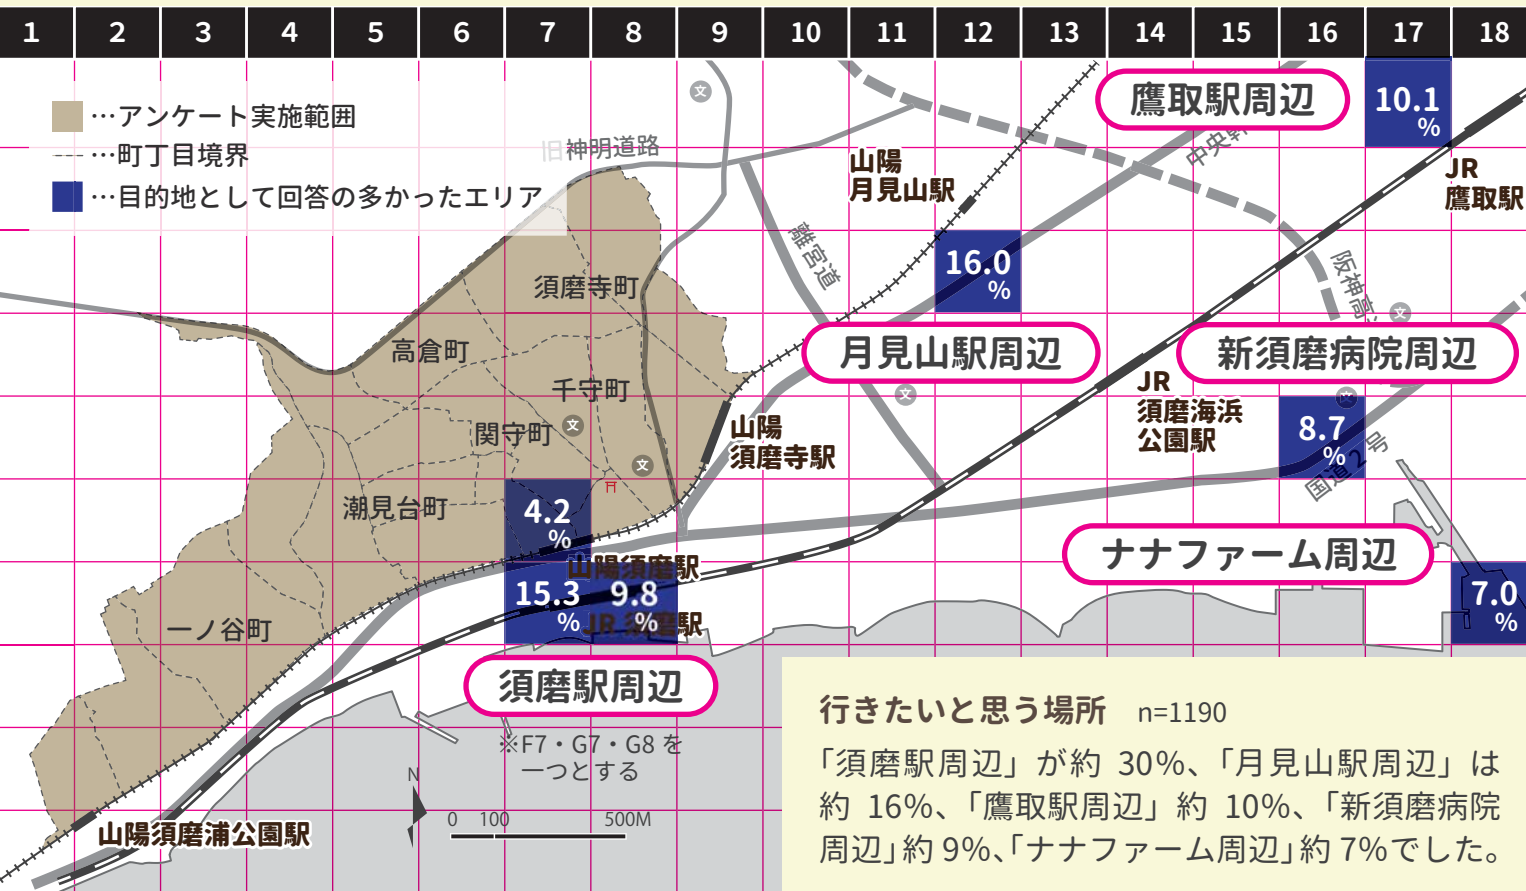 1 2 3 4 5 6 7 8 9 10 11 12 13 14 15 16 17 18
…アンケート実施範囲
…町丁目境界
…目的地として回答の多かったエリア
鷹取駅周辺
10.1
%
文
旧神明道路
中央幹
山陽
月見山駅
JR
鷹取駅
離宮道
16.0
%
阪神高
須磨寺町
文
高倉町
月見山駅周辺
新須磨病院周辺
千守町
JR
須磨海浜
公園駅
文
文
関守町
文
山陽
須磨寺駅
8.7
%
国道2号
文
潮見台町
4.2
%
ナナファーム周辺
山陽須磨駅
15.3
%
9.8
%
7.0
%
JR 須磨駅
一ノ谷町
須磨駅周辺
※F7・G7・G8 を
一つとする
N
0 100 500M
山陽須磨浦公園駅
行きたいと思う場所 n=1190
「須磨駅周辺」が約 30%、「月見山駅周辺」は
約 16%、「鷹取駅周辺」約 10%、「新須磨病院
周辺」約 9%、「ナナファーム周辺」約 7%でした。